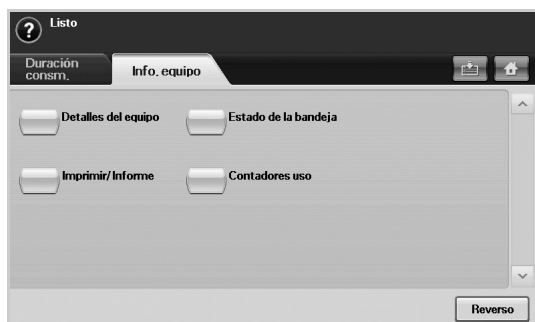 Listo
Duración
consm.
Info. equipo
Detalles del equipo
Estado de la bandeja
Imprimir/Informe
Contadores uso
Reverso